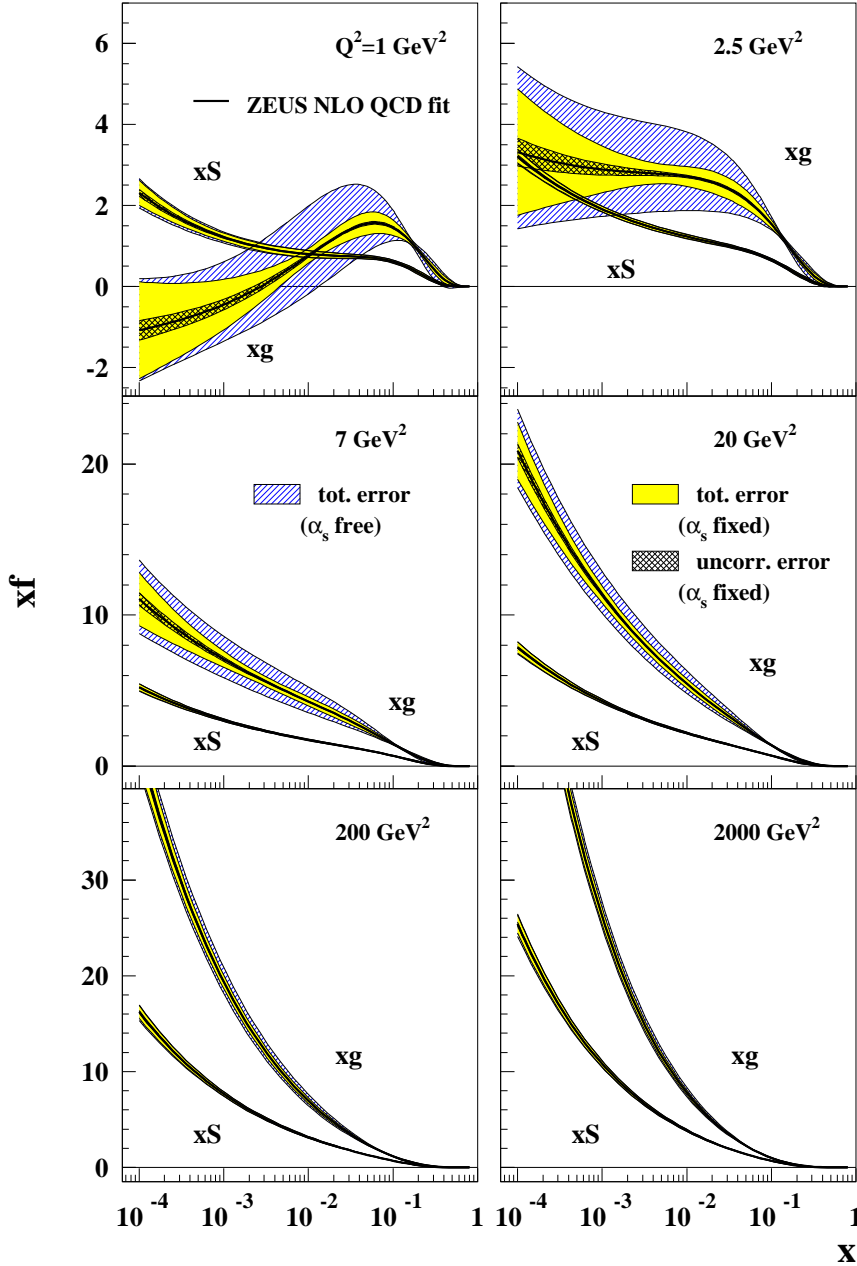 Q²=1 GeV²
2.5 GeV²
ZEUS NLO QCD fit
xS
xg
xg
xS
6
4
2
0
-2
7 GeV²
20 GeV²
tot. error
(αs free)
tot. error
(αs fixed)
uncorr. error
(αs fixed)
xf
xg
xS
xg
xS
20
10
0
200 GeV²
2000 GeV²
xg
xS
xg
xS
30
20
10
0
10⁻⁴ 10⁻³ 10⁻² 10⁻¹ 1
10⁻⁴ 10⁻³ 10⁻² 10⁻¹ 1
x